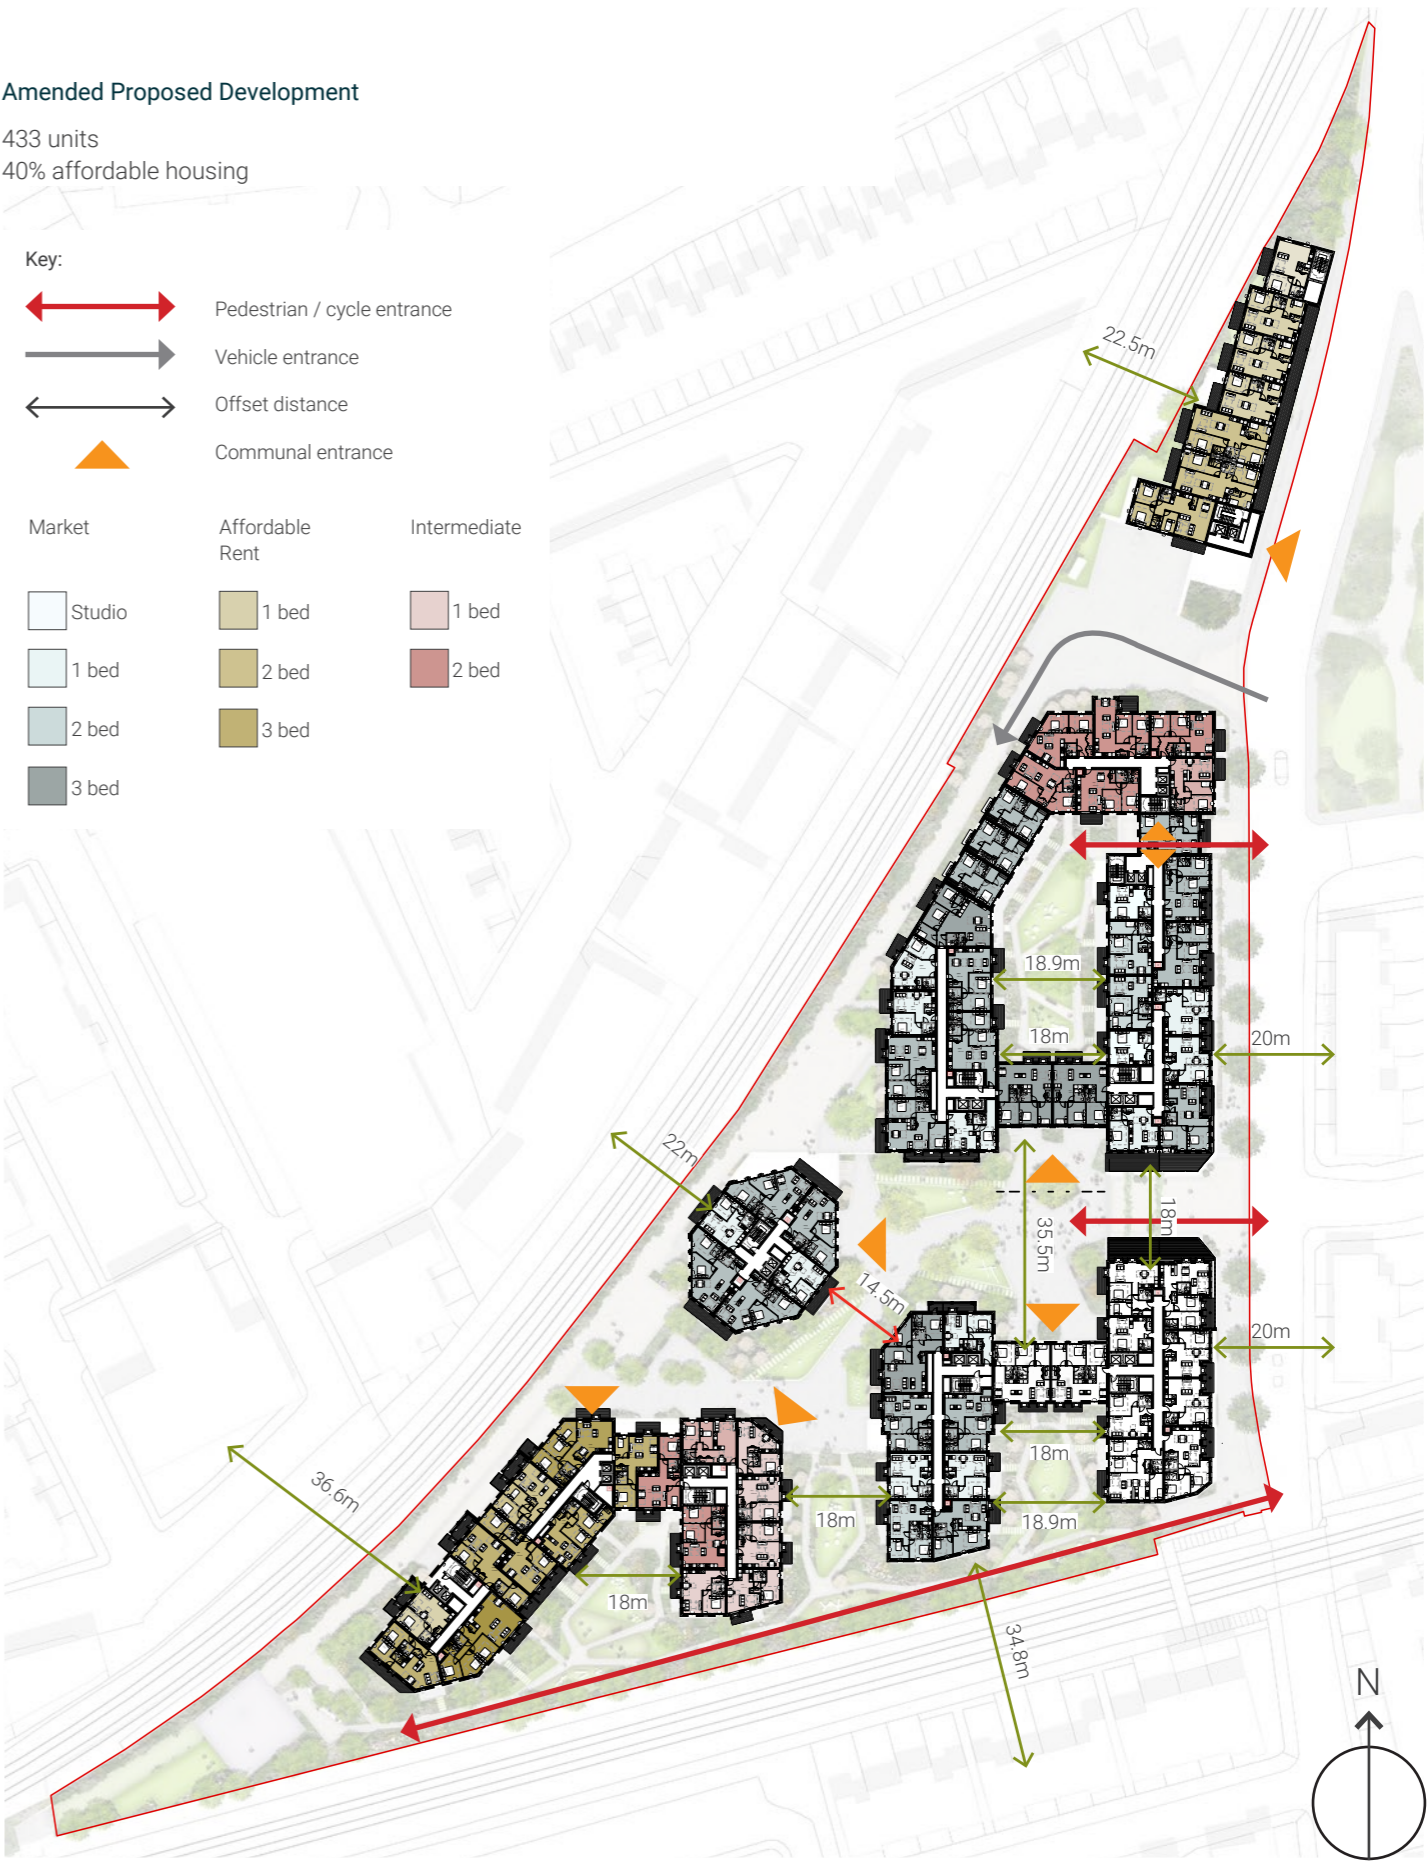 Amended Proposed Development
433 units
40% affordable housing
Key:
Pedestrian / cycle entrance
Vehicle entrance
Offset distance
Communal entrance
Market
Affordable
Rent
Intermediate
Studio
1 bed
2 bed
3 bed
1 bed
2 bed
3 bed
1 bed
2 bed
22.5m
18.9m
18m
20m
22m
18m
35.5m
14.5m
20m
18m
36.6m
18m
18.9m
18m
34.8m
N